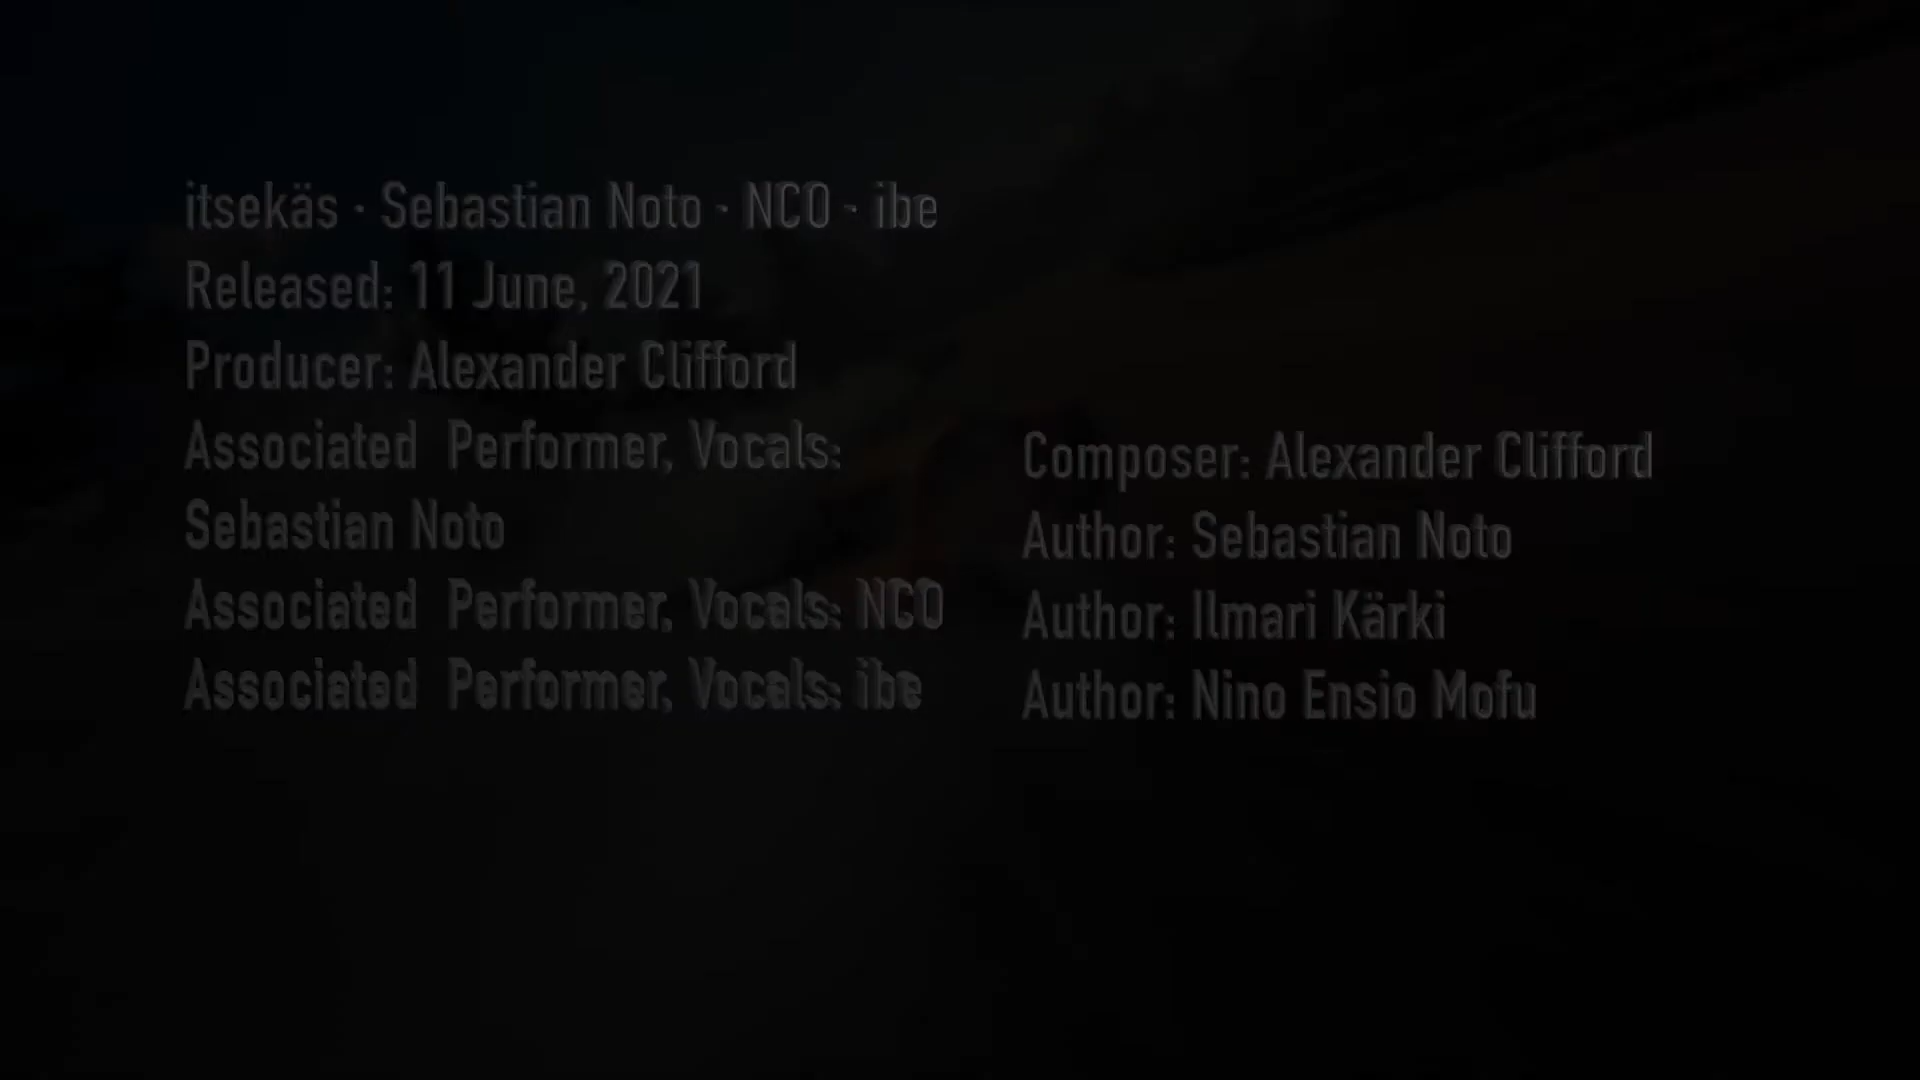 itsekäs · Sebastian Noto · NCO - ibe
Released: 11 June, 2021
Producer: Alexander Clifford
Associated  Performer, Vocals:
Sebastian Noto
Associated  Performer, Vocals: NCO
Associated  Performer, Vocals: ibe
Composer: Alexander Clifford
Author: Sebastian Noto
Author: Ilmari Kärki
Author: Nino Ensio Mofu